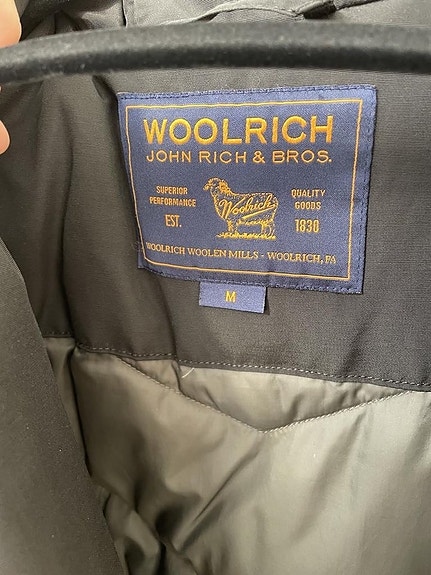 WOOLRICH
JOHN RICH & BROS.
SUPERIOR
PERFORMANCE
EST.
Woolrich
QUALITY
GOODS
1830
WOOLRICH WOOLEN MILLS - WOOLRICH, PA
M